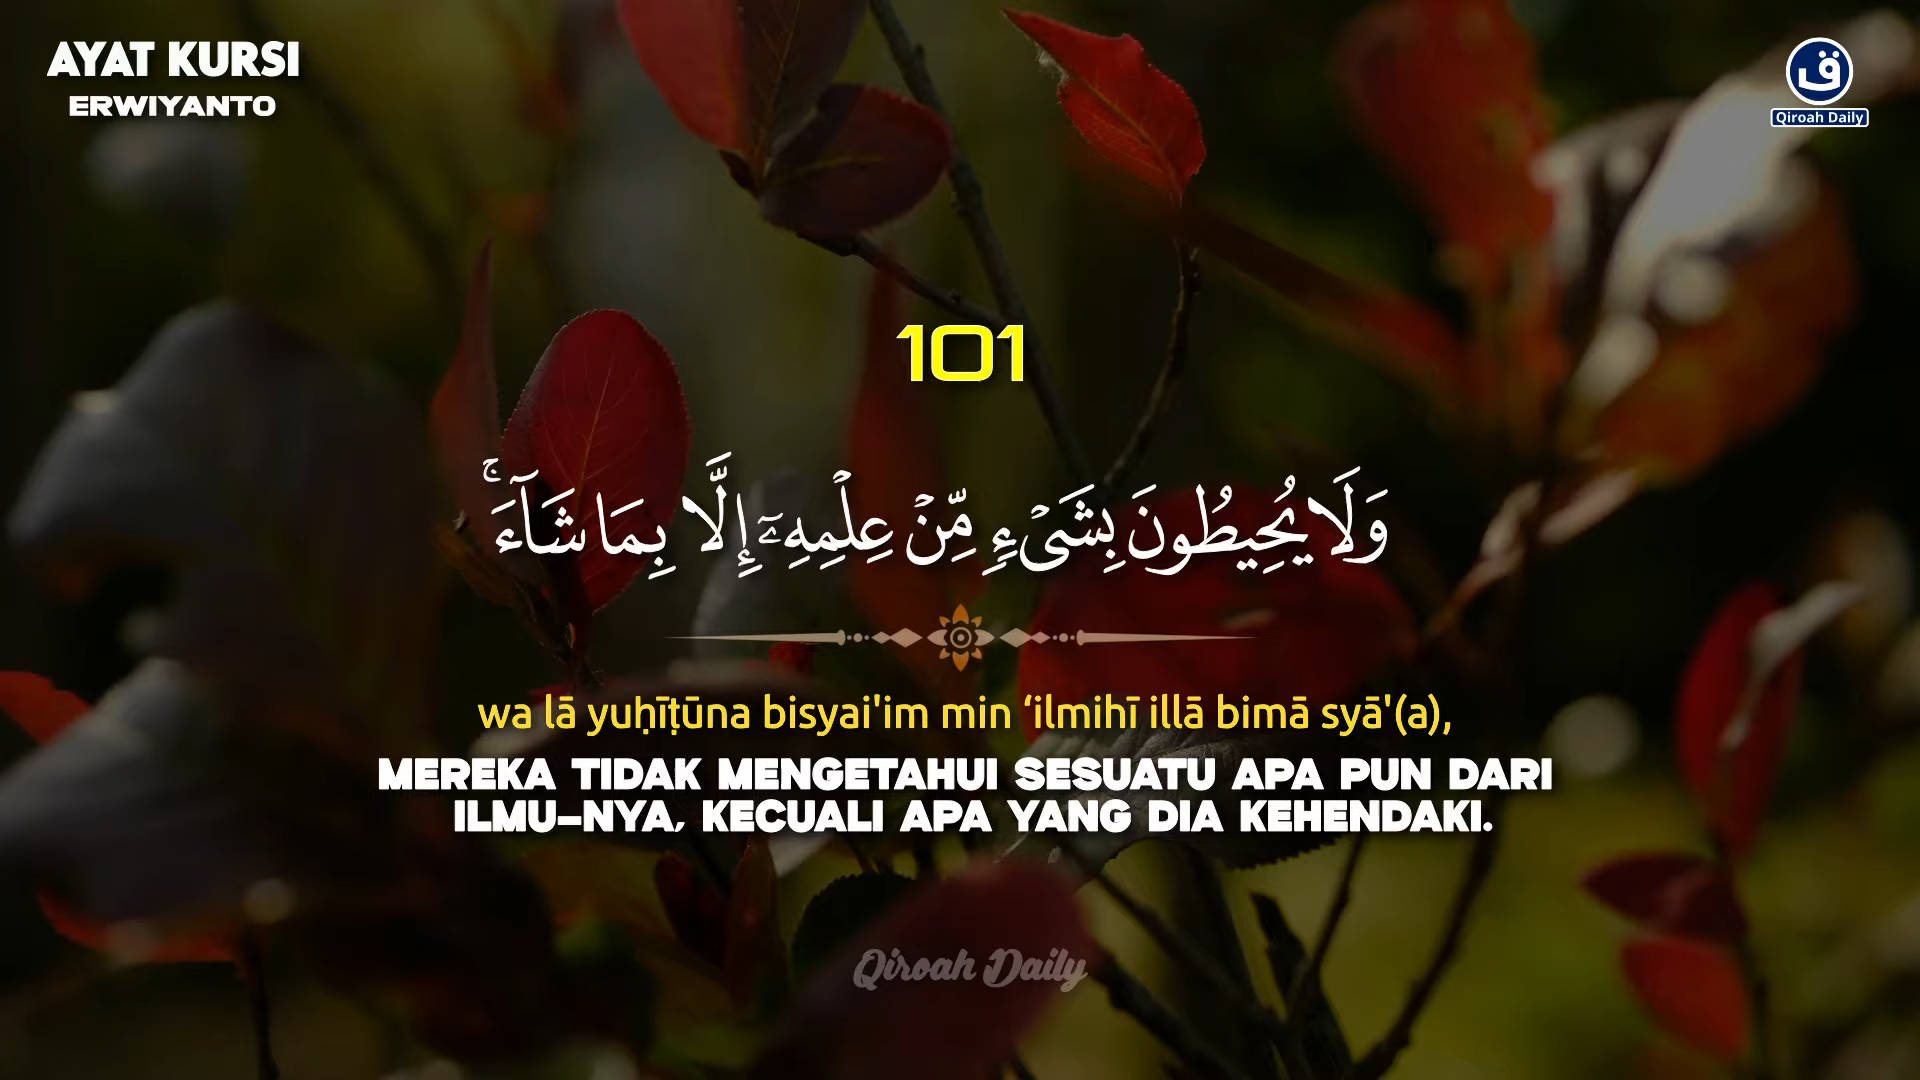 AYAT KURSI
ERWIYANTO
ق
Qiroah Daily
101
وَلَا يُحِيطُونَ بِشَىْءٍ مِّنْ عِلْمِهِۦٓ إِلَّا بِمَا شَآءَ ۚ
wa lā yuḥīṭūna bisyai'im min ‘ilmihī illā bimā syā'(a),
MEREKA TIDAK MENGETAHUI SESUATU APA PUN DARI
ILMU-NYA, KECUALI APA YANG DIA KEHENDAKI.
Qiroah Daily